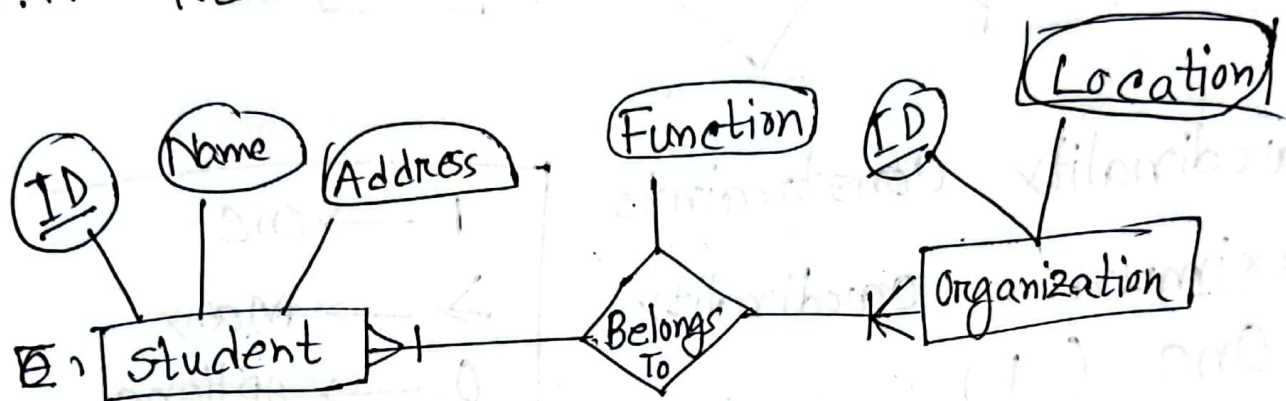 Location
Function
ID
Name
Address
ID
Student
Belongs
To
Organization